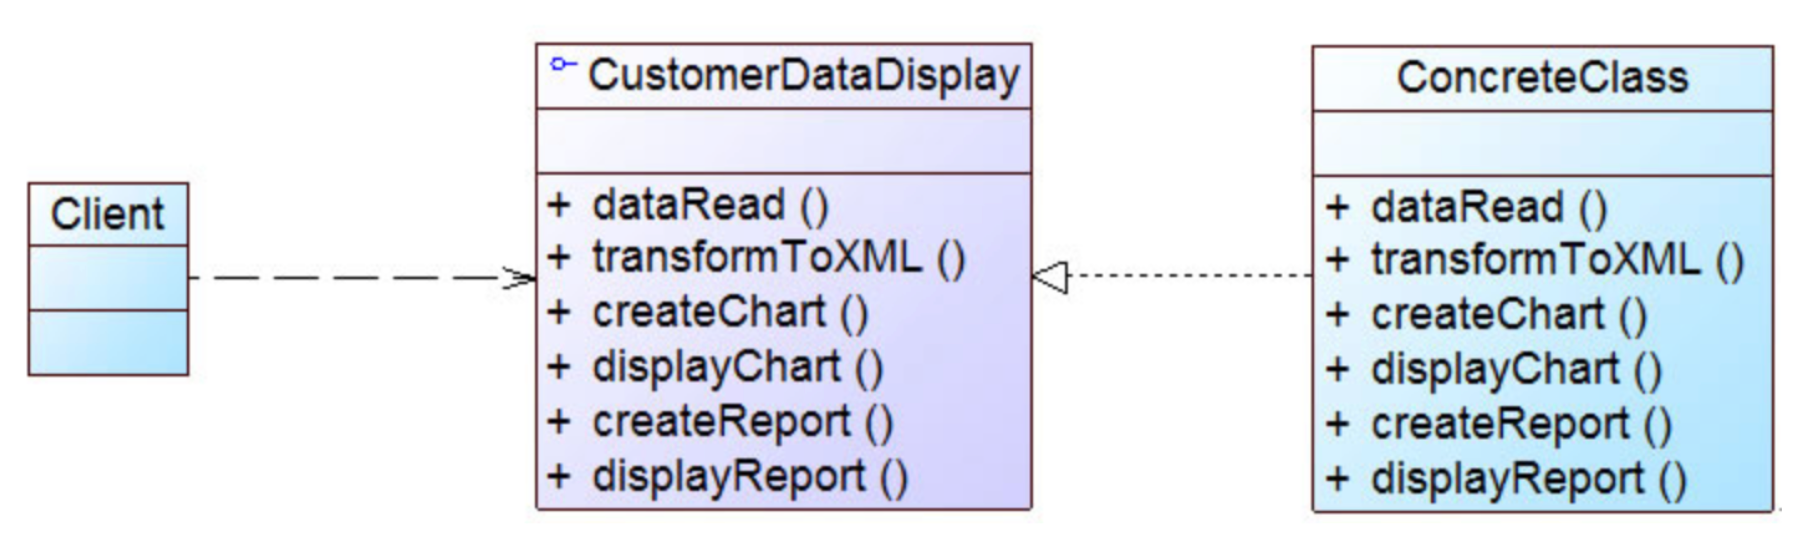 Client
CustomerDataDisplay
+ dataRead ()
+ transformToXML ()
+ createChart ()
+ displayChart ()
+ createReport ()
+ displayReport ()
ConcreteClass
+ dataRead ()
+ transformToXML ()
+ createChart ()
+ displayChart ()
+ createReport ()
+ displayReport ()